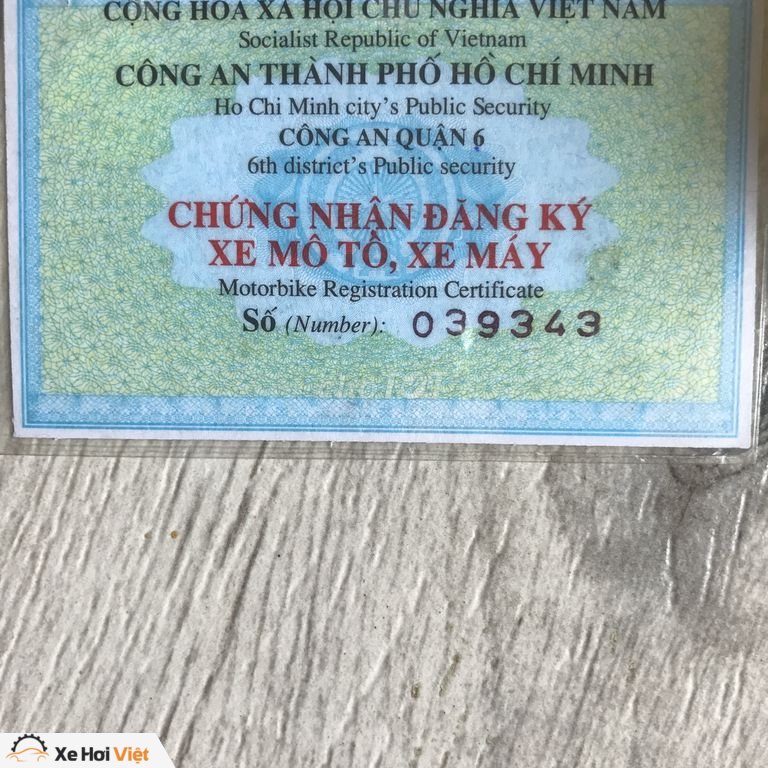 CỘNG HÒA XÃ HỘI CHỦ NGHĨA VIỆT NAM
Socialist Republic of Vietnam
CÔNG AN THÀNH PHỐ HỒ CHÍ MINH
Ho Chi Minh city's Public Security
CÔNG AN QUẬN 6
6th district's Public security
CHỨNG NHẬN ĐĂNG KÝ
XE MÔ TÔ, XE MÁY
Motorbike Registration Certificate
Số (Number): 039343
Xe Hơi Việt